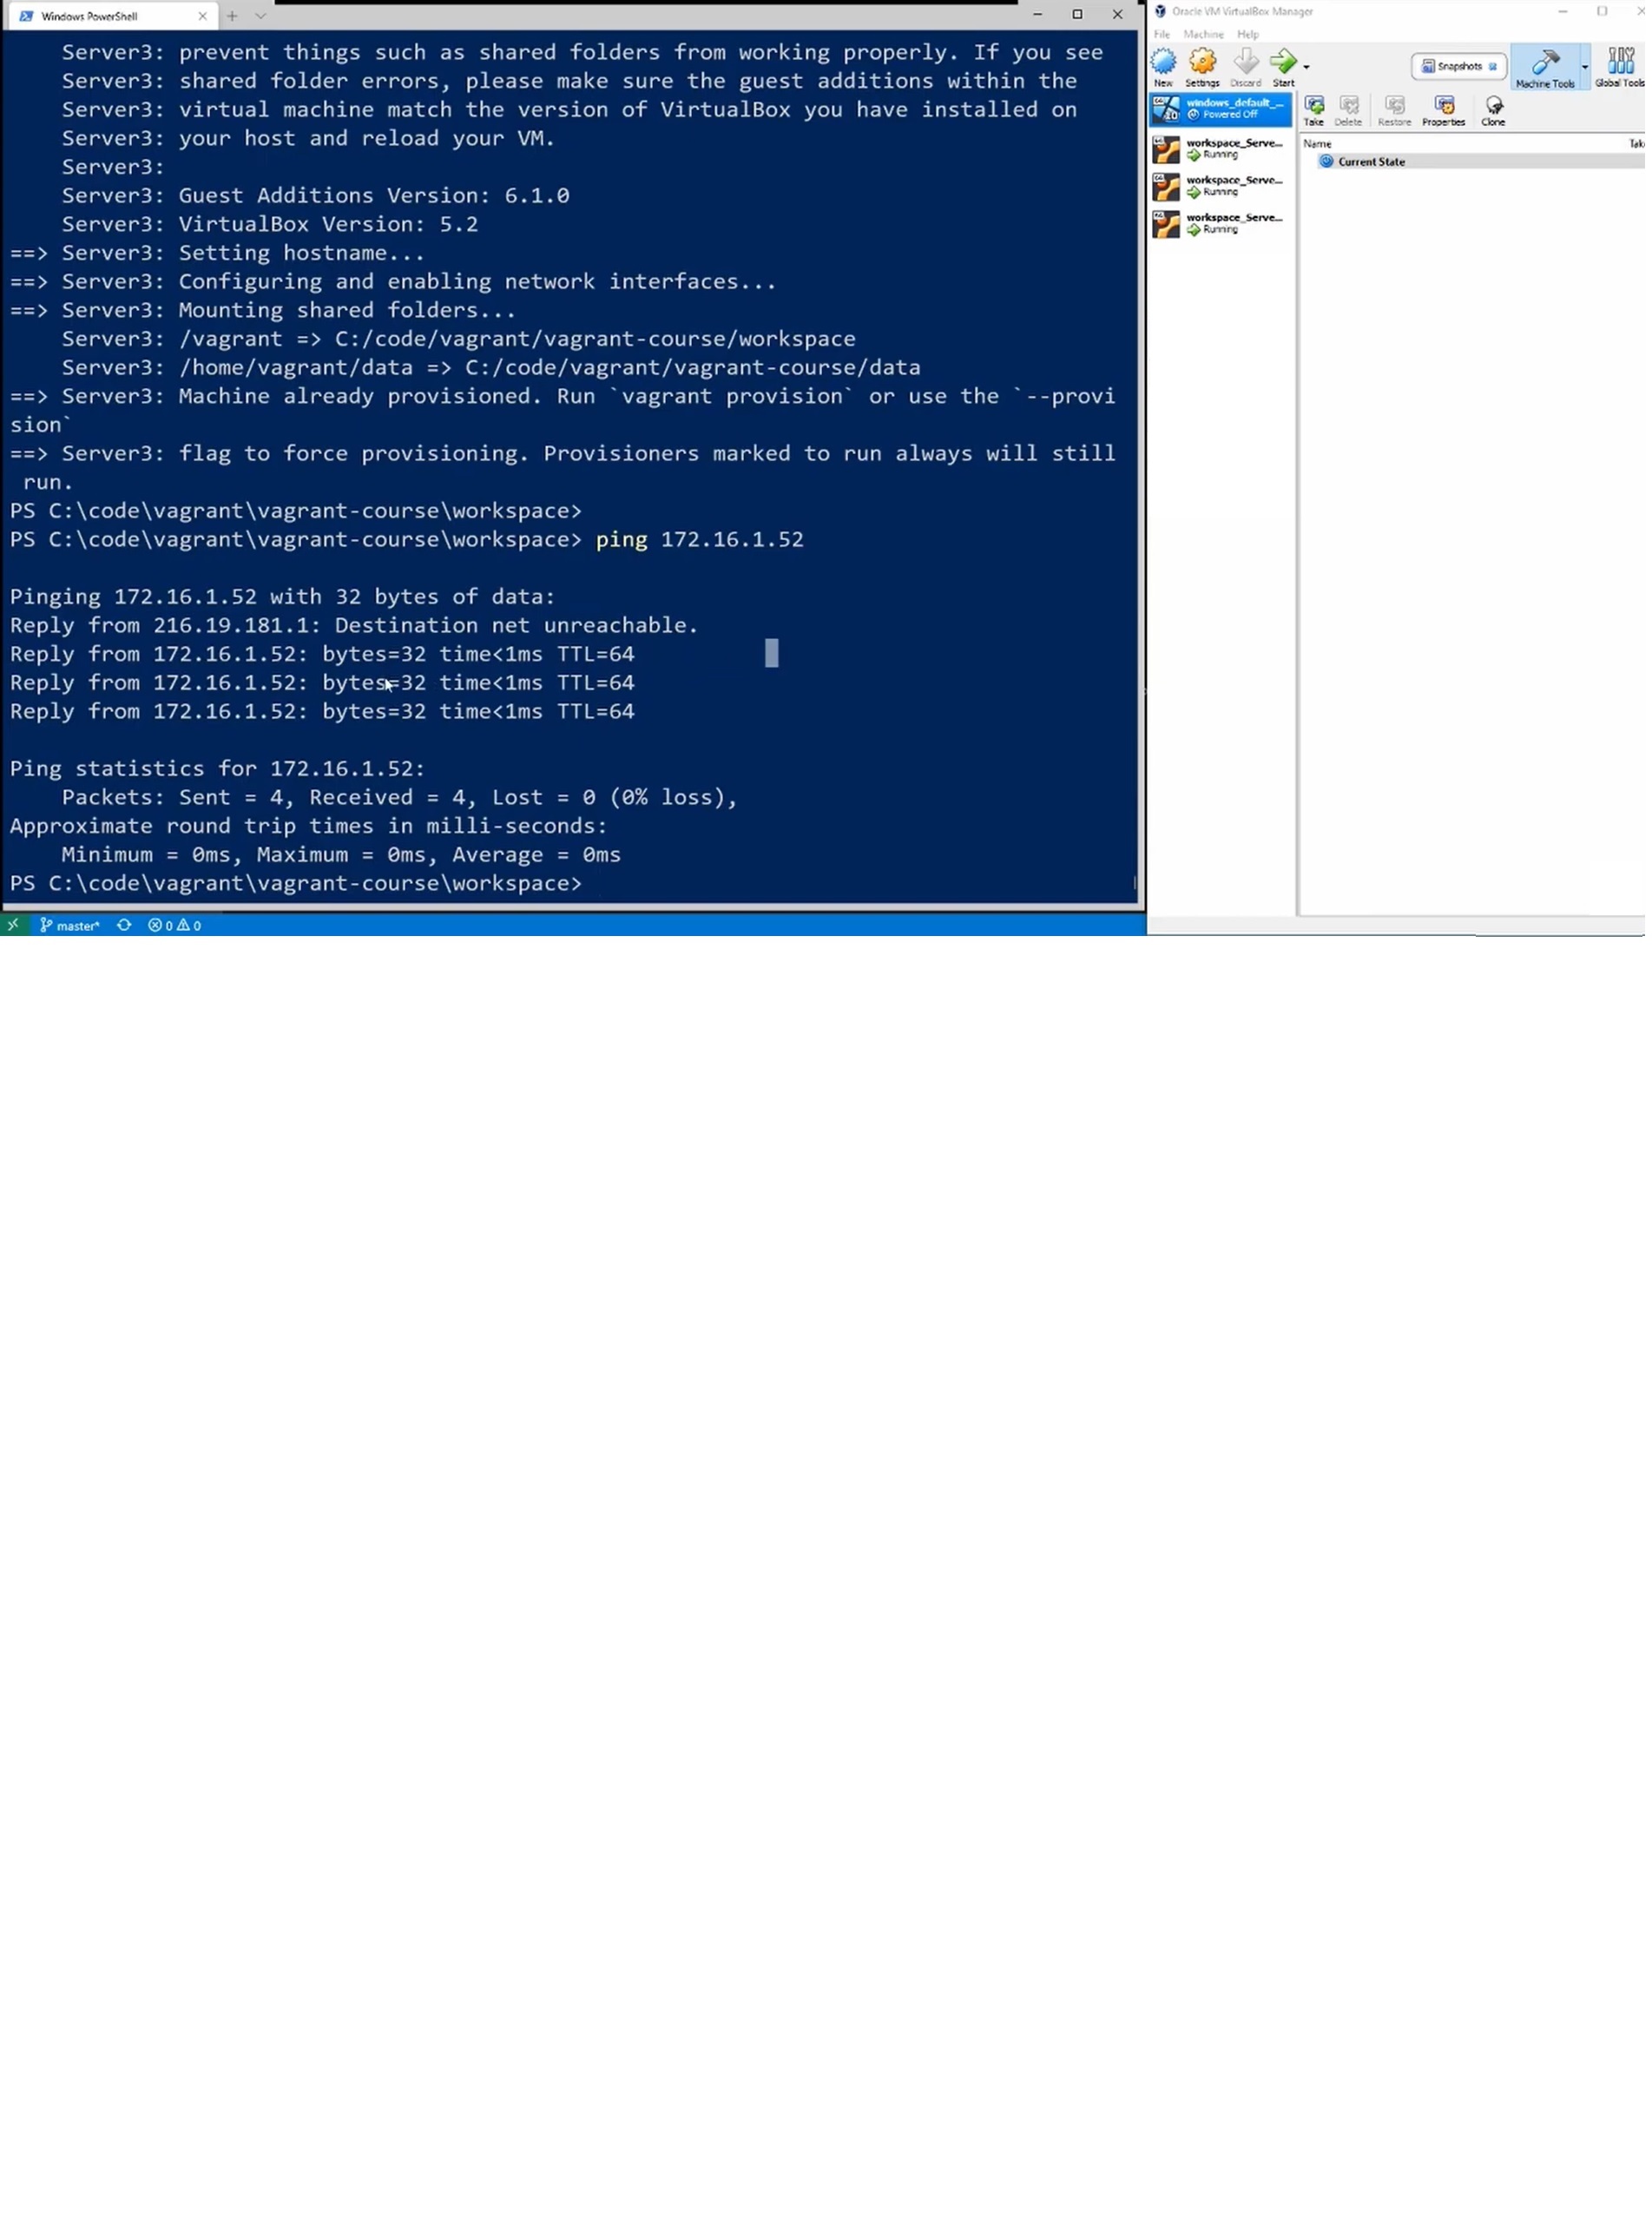 Windows PowerShell
Server3: prevent things such as shared folders from working properly. If you see
Server3: shared folder errors, please make sure the guest additions within the
Server3: virtual machine match the version of VirtualBox you have installed on
Server3: your host and reload your VM.
Server3:
Server3: Guest Additions Version: 6.1.0
Server3: VirtualBox Version: 5.2
==> Server3: Setting hostname...
==> Server3: Configuring and enabling network interfaces...
==> Server3: Mounting shared folders...
Server3: /vagrant => C:/code/vagrant/vagrant-course/workspace
Server3: /home/vagrant/data => C:/code/vagrant/vagrant-course/data
==> Server3: Machine already provisioned. Run `vagrant provision` or use the `--provi
sion`
==> Server3: flag to force provisioning. Provisioners marked to run always will still
run.
PS C:\code\vagrant\vagrant-course\workspace>
PS C:\code\vagrant\vagrant-course\workspace> ping 172.16.1.52
Pinging 172.16.1.52 with 32 bytes of data:
Reply from 216.19.181.1: Destination net unreachable.
Reply from 172.16.1.52: bytes=32 time<1ms TTL=64
Reply from 172.16.1.52: bytes=32 time<1ms TTL=64
Reply from 172.16.1.52: bytes=32 time<1ms TTL=64
Ping statistics for 172.16.1.52:
Packets: Sent = 4, Received = 4, Lost = 0 (0% loss),
Approximate round trip times in milli-seconds:
Minimum = 0ms, Maximum = 0ms, Average = 0ms
PS C:\code\vagrant\vagrant-course\workspace>
master* 0 0
Oracle VM VirtualBox Manager
File Machine Help
New Settings Discard Start Snapshots Machine Tools Global Tools
windows_default_...
Powered Off
workspace_Serve...
Running
workspace_Serve...
Running
workspace_Serve...
Running
Take Delete Restore Properties Clone
Name Tak
Current State